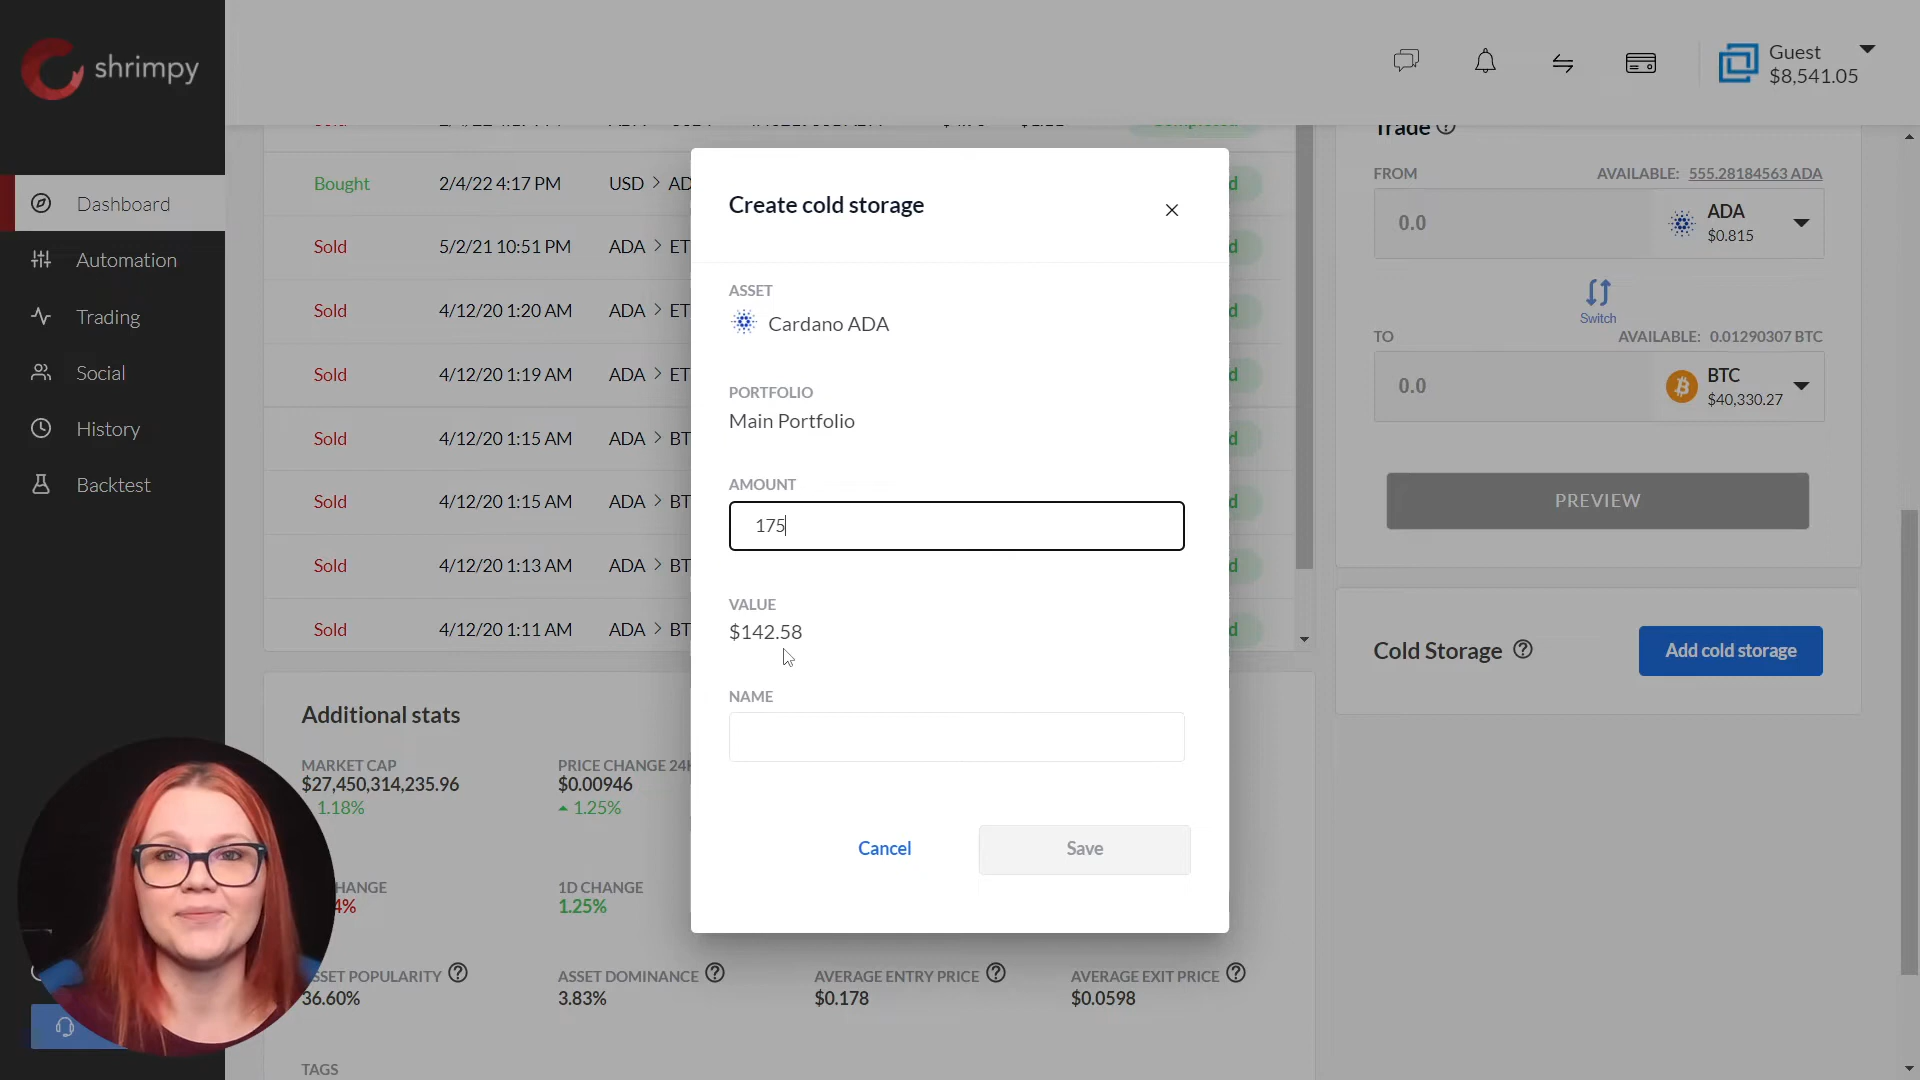 shrimpy
Guest
$8,541.05
Dashboard
Automation
Trading
Social
History
Backtest
Bought 2/4/22 4:17 PM USD > AD
Sold 5/2/21 10:51 PM ADA > ET
Sold 4/12/20 1:20 AM ADA > ET
Sold 4/12/20 1:19 AM ADA > ET
Sold 4/12/20 1:15 AM ADA > BT
Sold 4/12/20 1:15 AM ADA > BT
Sold 4/12/20 1:13 AM ADA > BT
Sold 4/12/20 1:11 AM ADA > BT
Create cold storage
ASSET
Cardano ADA
PORTFOLIO
Main Portfolio
AMOUNT
175
VALUE
$142.58
NAME
Cancel Save
Trade
FROM AVAILABLE: 555.28184563 ADA
0.0 ADA
$0.815
Switch
TO AVAILABLE: 0.01290307 BTC
0.0 BTC
$40,330.27
PREVIEW
Cold Storage Add cold storage
Additional stats
MARKET CAP PRICE CHANGE 24H
$27,450,314,235.96 $0.00946
1.18% 1.25%
HANGE 1D CHANGE
4% 1.25%
SSET POPULARITY ASSET DOMINANCE AVERAGE ENTRY PRICE AVERAGE EXIT PRICE
36.60% 3.83% $0.178 $0.0598
TAGS